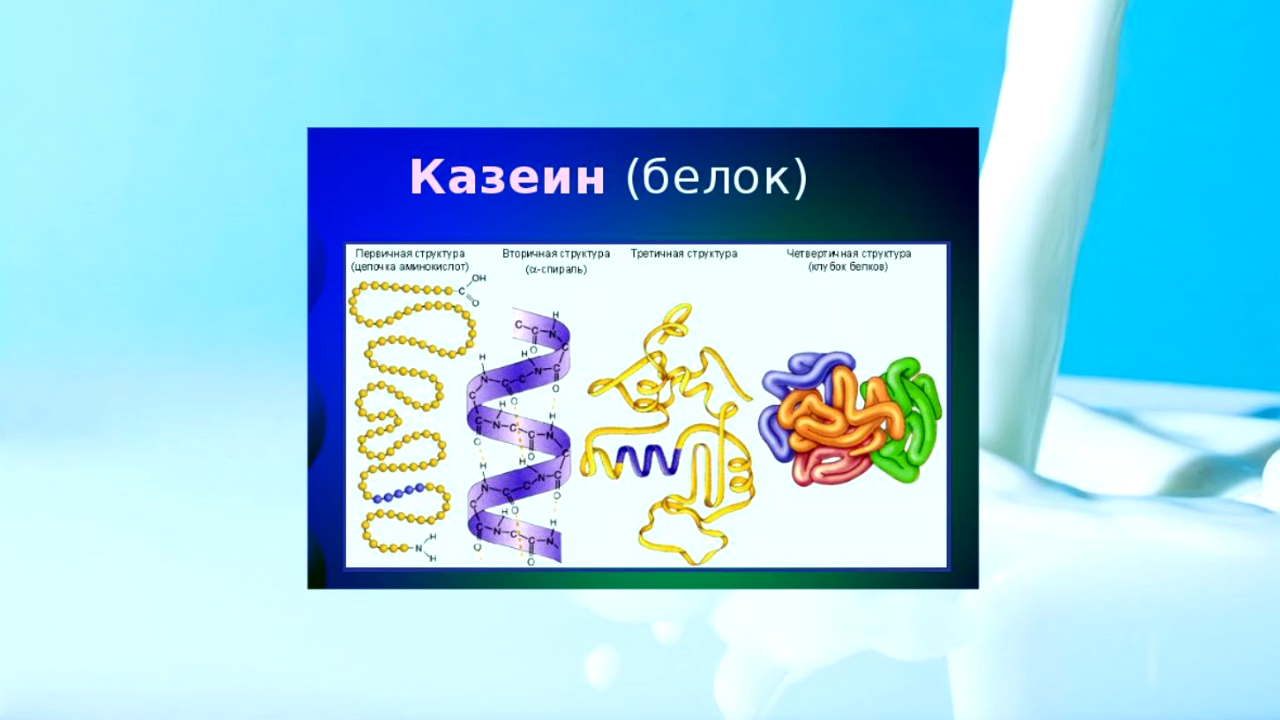 Казеин (белок)
Первичная структура
(цепочка аминокислот)
Вторичная структура
(α-спираль)
Третичная структура
Четвертичная структура
(клубок белков)